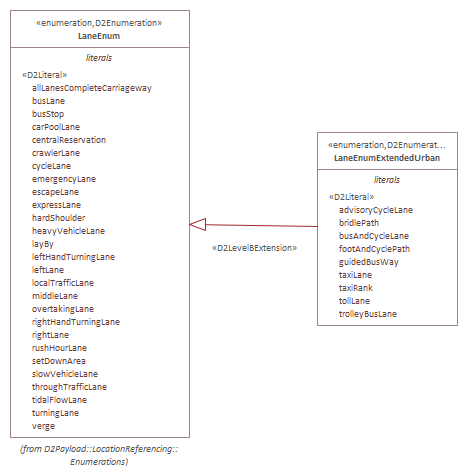 «enumeration,D2Enumeration»
LaneEnum
literals
«D2Literal»
allLanesCompleteCarriageway
busLane
busStop
carPoolLane
centralReservation
crawlerLane
cycleLane
emergencyLane
escapeLane
expressLane
hardShoulder
heavyVehicleLane
layBy
leftHandTurningLane
leftLane
localTrafficLane
middleLane
overtakingLane
rightHandTurningLane
rightLane
rushHourLane
setDownArea
slowVehicleLane
throughTrafficLane
tidalFlowLane
turningLane
verge
(from D2Payload::LocationReferencing::
Enumerations)
«D2LevelBExtension»
«enumeration,D2Enumerat...
LaneEnumExtendedUrban
literals
«D2Literal»
advisoryCycleLane
bridlePath
busAndCycleLane
footAndCyclePath
guidedBusWay
taxiLane
taxiRank
tollLane
trolleyBusLane